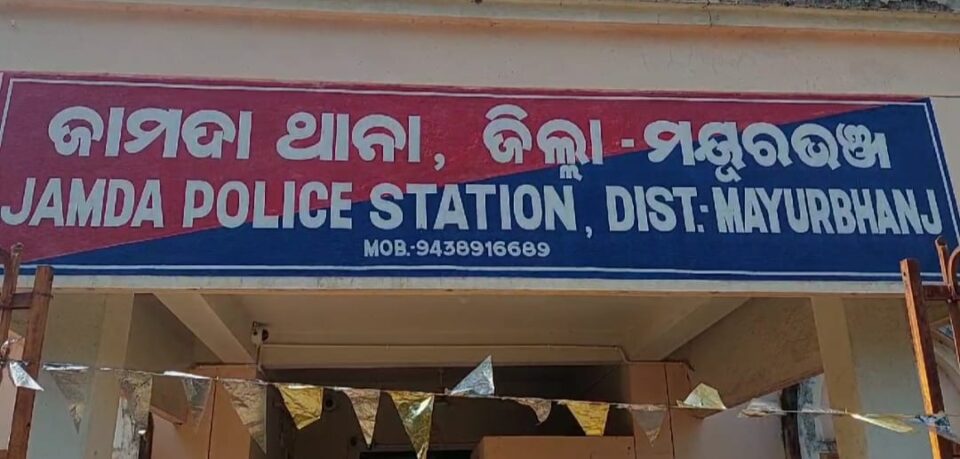 ଜାମଦା ଥାନା, ଜିଲ୍ଲା - ମୟୂରଭଞ୍ଜ
JAMDA POLICE STATION, DIST:-MAYURBHANJ
MOB.-9438916689